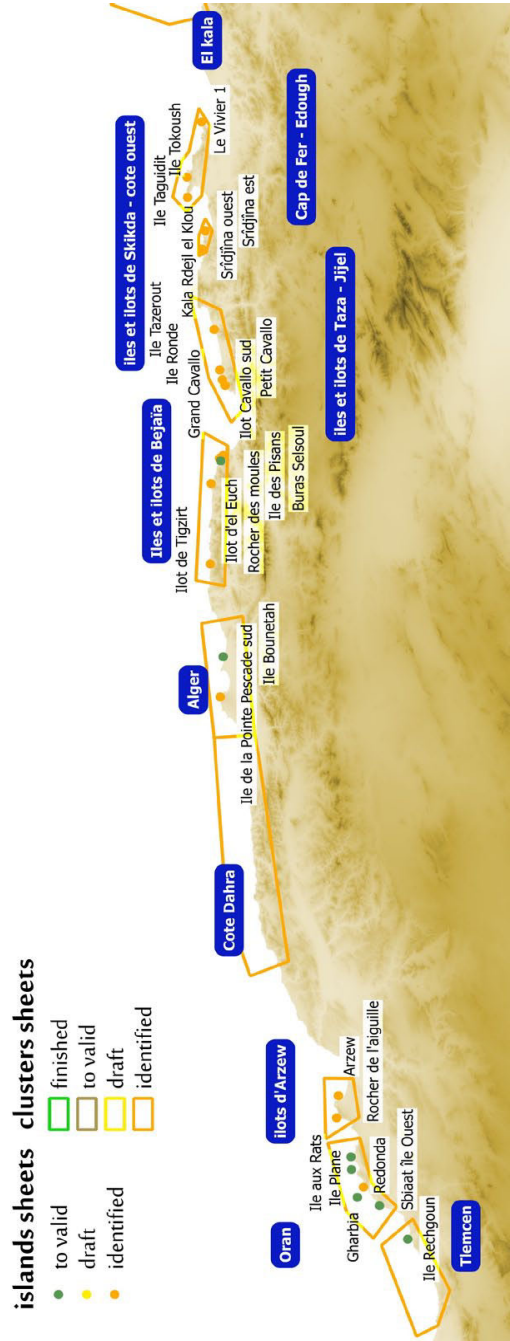 islands sheets
to valid
draft
identified
clusters sheets
finished
to valid
draft
identified
Tlemcen
Ile Rechgoun
Oran
Sbiaat île Ouest
Redonda
Gharbia
Ile Plane
Ile aux Rats
ilots d'Arzew
Rocher de l'aiguille
Arzew
Cote Dahra
Alger
Ile de la Pointe Pescade sud
Ile Bounetah
Iles et ilots de Bejaïa
Ilot de Tigzirt
Ilot d'el Euch
Rocher des moules
Ile des Pisans
Buras Selsoul
iles et ilots de Taza - Jijel
Grand Cavallo
Ile Ronde
Ile Tazerout
Ilot Cavallo sud
Petit Cavallo
Kala Rdejl el Klou
iles et ilots de Skikda - cote ouest
Srîdjîna ouest
Srîdjîna est
Ile Taguidit
Ile Tokoush
Le Vivier 1
Cap de Fer - Edough
El kala